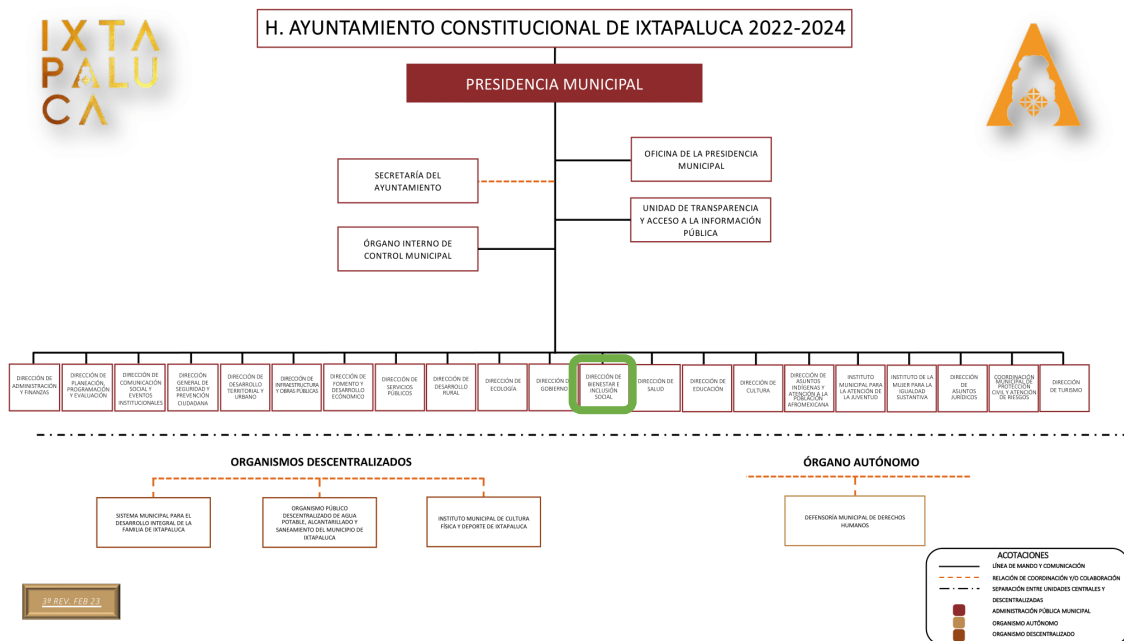 IXTA
PALU
CA
H. AYUNTAMIENTO CONSTITUCIONAL DE IXTAPALUCA 2022-2024
PRESIDENCIA MUNICIPAL
SECRETARÍA DEL
AYUNTAMIENTO
OFICINA DE LA PRESIDENCIA
MUNICIPAL
UNIDAD DE TRANSPARENCIA
Y ACCESO A LA INFORMACIÓN
PÚBLICA
ÓRGANO INTERNO DE
CONTROL MUNICIPAL
DIRECCIÓN DE
ADMINISTRACIÓN
Y FINANZAS
DIRECCIÓN DE
PLANEACIÓN,
PROGRAMACIÓN
Y EVALUACIÓN
DIRECCIÓN DE
COMUNICACIÓN
SOCIAL Y
EVENTOS
INSTITUCIONALES
DIRECCIÓN
GENERAL DE
SEGURIDAD Y
PREVENCIÓN
CIUDADANA
DIRECCIÓN DE
DESARROLLO
TERRITORIAL Y
URBANO
DIRECCIÓN DE
INFRAESTRUCTURA
Y OBRAS PÚBLICAS
DIRECCIÓN DE
FOMENTO Y
DESARROLLO
ECONÓMICO
DIRECCIÓN DE
SERVICIOS
PÚBLICOS
DIRECCIÓN DE
DESARROLLO
RURAL
DIRECCIÓN DE
ECOLOGÍA
DIRECCIÓN DE
GOBIERNO
DIRECCIÓN DE
BIENESTAR E
INCLUSIÓN
SOCIAL
DIRECCIÓN DE
SALUD
DIRECCIÓN DE
EDUCACIÓN
DIRECCIÓN DE
CULTURA
DIRECCIÓN DE
ASUNTOS
INDÍGENAS Y
ATENCIÓN A LA
POBLACIÓN
AFROMEXICANA
INSTITUTO
MUNICIPAL PARA
LA ATENCIÓN DE
LA JUVENTUD
INSTITUTO DE LA
MUJER PARA LA
IGUALDAD
SUSTANTIVA
DIRECCIÓN
DE
ASUNTOS
JURÍDICOS
COORDINACIÓN
MUNICIPAL DE
PROTECCIÓN
CIVIL Y ATENCIÓN
DE RIESGOS
DIRECCIÓN
DE TURISMO
ORGANISMOS DESCENTRALIZADOS
SISTEMA MUNICIPAL PARA EL
DESARROLLO INTEGRAL DE LA
FAMILIA DE IXTAPALUCA
ORGANISMO PÚBLICO
DESCENTRALIZADO DE AGUA
POTABLE, ALCANTARILLADO Y
SANEAMIENTO DEL MUNICIPIO DE
IXTAPALUCA
INSTITUTO MUNICIPAL DE CULTURA
FÍSICA Y DEPORTE DE IXTAPALUCA
ÓRGANO AUTÓNOMO
DEFENSORÍA MUNICIPAL DE DERECHOS
HUMANOS
ACOTACIONES
LÍNEA DE MANDO Y COMUNICACIÓN
RELACIÓN DE COORDINACIÓN Y/O COLABORACIÓN
SEPARACIÓN ENTRE UNIDADES CENTRALES Y
DESCENTRALIZADAS
ADMINISTRACIÓN PÚBLICA MUNICIPAL
ORGANISMO AUTÓNOMO
ORGANISMO DESCENTRALIZADO
3ª REV. FEB 23